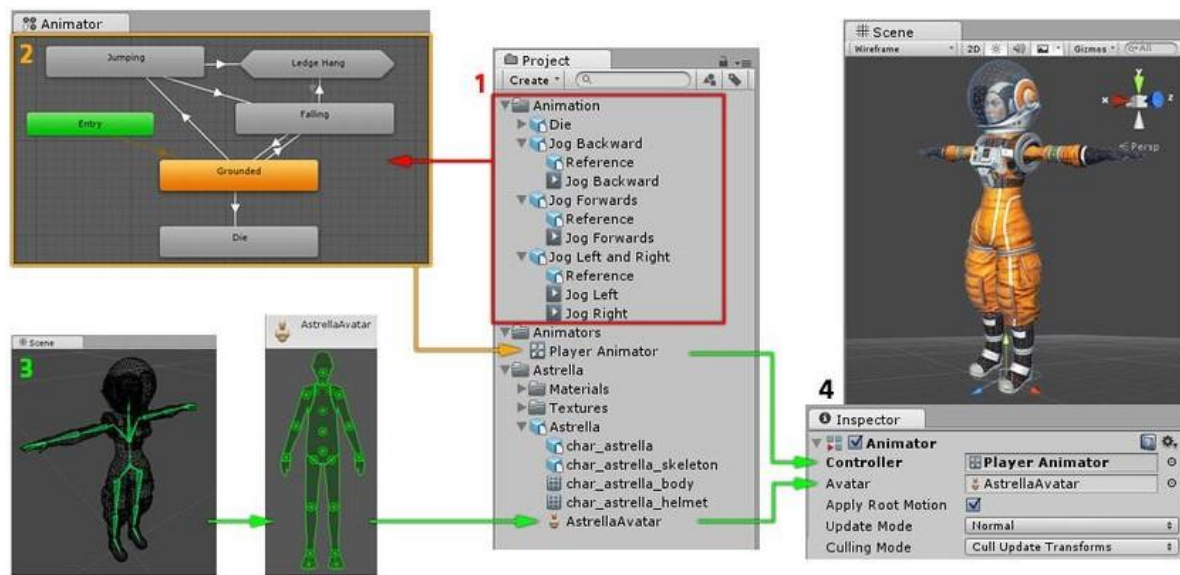 Animator
2
Jumping
Ledge Hang
Falling
Entry
Grounded
Die
1
Project
Create
Animation
Die
Jog Backward
Reference
Jog Backward
Jog Forwards
Reference
Jog Forwards
Jog Left and Right
Reference
Jog Left
Jog Right
Animators
Player Animator
Astrella
Materials
Textures
Astrella
char_astrella
char_astrella_skeleton
char_astrella_body
char_astrella_helmet
AstrellaAvatar
Scene
3
AstrellaAvatar
Scene
Wireframe
2D
Gizmos
All
y
x
z
Persp
4
Inspector
Animator
Controller
Player Animator
Avatar
AstrellaAvatar
Apply Root Motion
Update Mode
Normal
Culling Mode
Cull Update Transforms